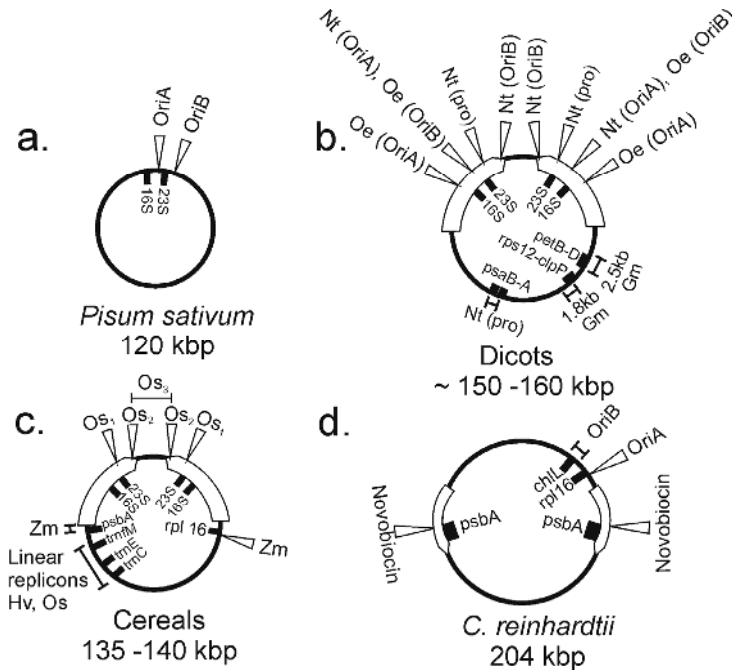 a.
OriA
OriB
16S
23S
Pisum sativum
120 kbp
b.
Oe (OriA)
Nt (OriA), Oe (OriB)
Nt (pro)
Nt (OriB)
Nt (OriB)
Nt (pro)
Nt (OriA), Oe (OriB)
Oe (OriA)
16S
23S
23S
16S
petB-D
rps12-clpP
psaB-A
Nt (pro)
1.8kb
Gm
2.5kb
Gm
Dicots
~ 150 -160 kbp
c.
Os3
Os1
Os2
Os2
Os1
16S
23S
23S
16S
Zm
psbA
trnfM
trnE
trnC
rpl 16
Zm
Linear
replicons
Hv, Os
Cereals
135 -140 kbp
d.
OriB
OriA
chlL
rpl16
Novobiocin
psbA
psbA
Novobiocin
C. reinhardtii
204 kbp